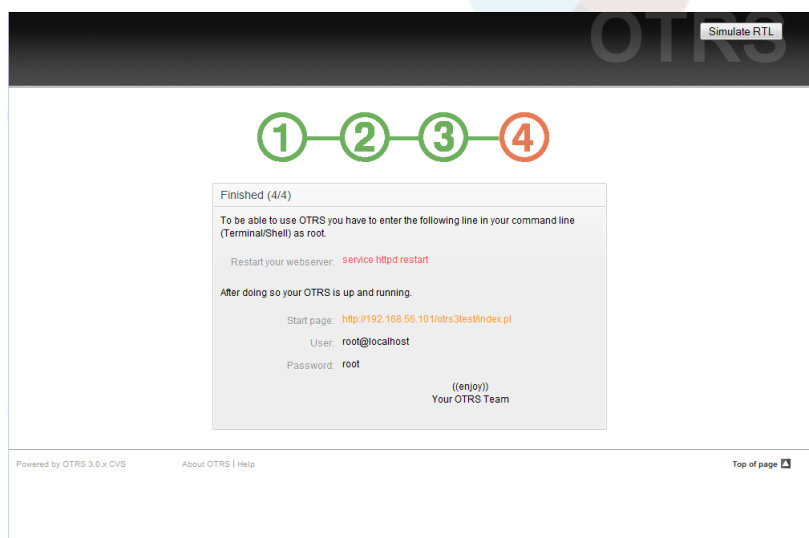 OTRS
Simulate RTL
1 2 3 4
Finished (4/4)
To be able to use OTRS you have to enter the following line in your command line
(Terminal/Shell) as root.
Restart your webserver: service httpd restart
After doing so your OTRS is up and running.
Start page: http://192.168.56.101/otrs3test/index.pl
User: root@localhost
Password: root
((enjoy))
Your OTRS Team
Powered by OTRS 3.0.x CVS About OTRS | Help Top of page